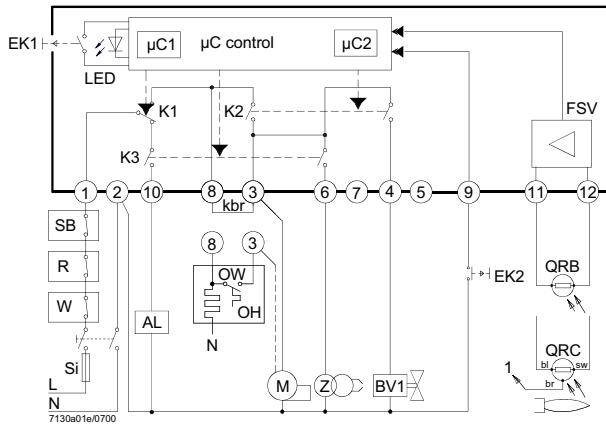 EK1
LED
µC1
µC control
µC2
K1
K2
FSV
K3
1 2 10 8 3 6 7 4 5 9 11 12
kbr
SB
R
W
Si
L
N
AL
8 3
OW
OH
N
M
Z
BV1
EK2
QRB
QRC
1
bl sw
br
7130a01e/0700